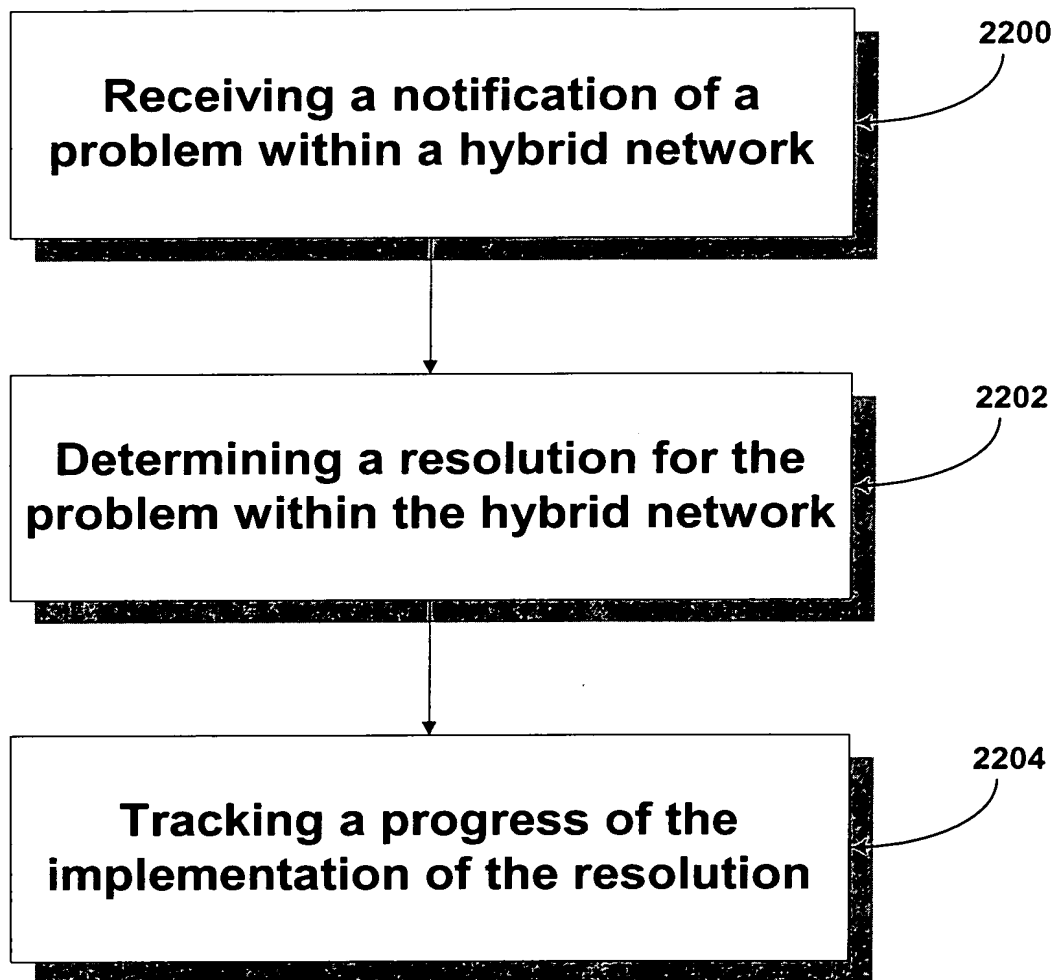 2200
Receiving a notification of a
problem within a hybrid network
2202
Determining a resolution for the
problem within the hybrid network
2204
Tracking a progress of the
implementation of the resolution